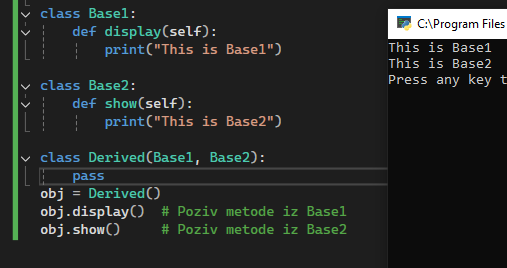 class Base1:
    def display(self):
        print("This is Base1")
class Base2:
    def show(self):
        print("This is Base2")
class Derived(Base1, Base2):
    pass
obj = Derived()
obj.display()  # Poziv metode iz Base1
obj.show()     # Poziv metode iz Base2
C:\Program Files
This is Base1
This is Base2
Press any key t